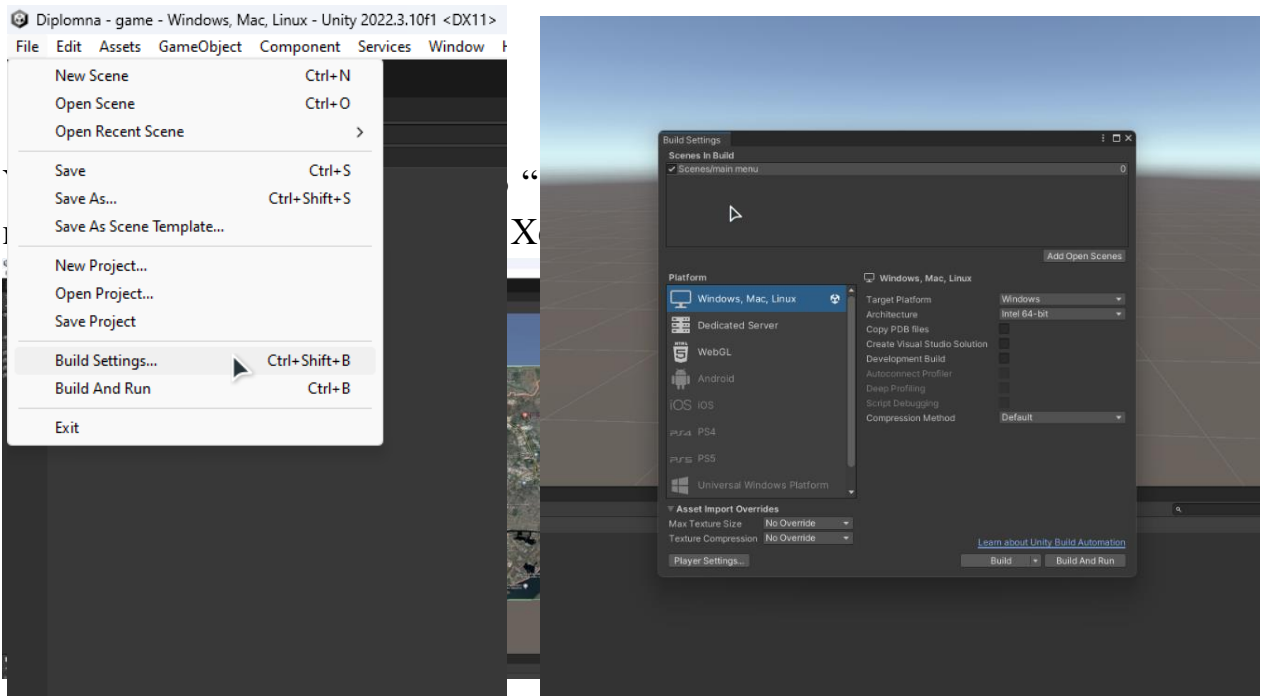 Diplomna - game - Windows, Mac, Linux - Unity 2022.3.10f1 <DX11>
File Edit Assets GameObject Component Services Window
New Scene Ctrl+N
Open Scene Ctrl+O
Open Recent Scene >
Save Ctrl+S
Save As... Ctrl+Shift+S
Save As Scene Template...
New Project...
Open Project...
Save Project
Build Settings... Ctrl+Shift+B
Build And Run Ctrl+B
Exit
“
Build Settings
Scenes In Build
Scenes/main menu 0
Add Open Scenes
Platform
Windows, Mac, Linux
Dedicated Server
HTML 5 WebGL
Android
iOS iOS
PS4 PS4
PS5 PS5
Universal Windows Platform
Windows, Mac, Linux
Target Platform Windows
Architecture Intel 64-bit
Copy PDB files
Create Visual Studio Solution
Development Build
Autoconnect Profiler
Deep Profiling
Script Debugging
Compression Method Default
Asset Import Overrides
Max Texture Size No Override
Texture Compression No Override
Learn about Unity Build Automation
Player Settings... Build Build And Run